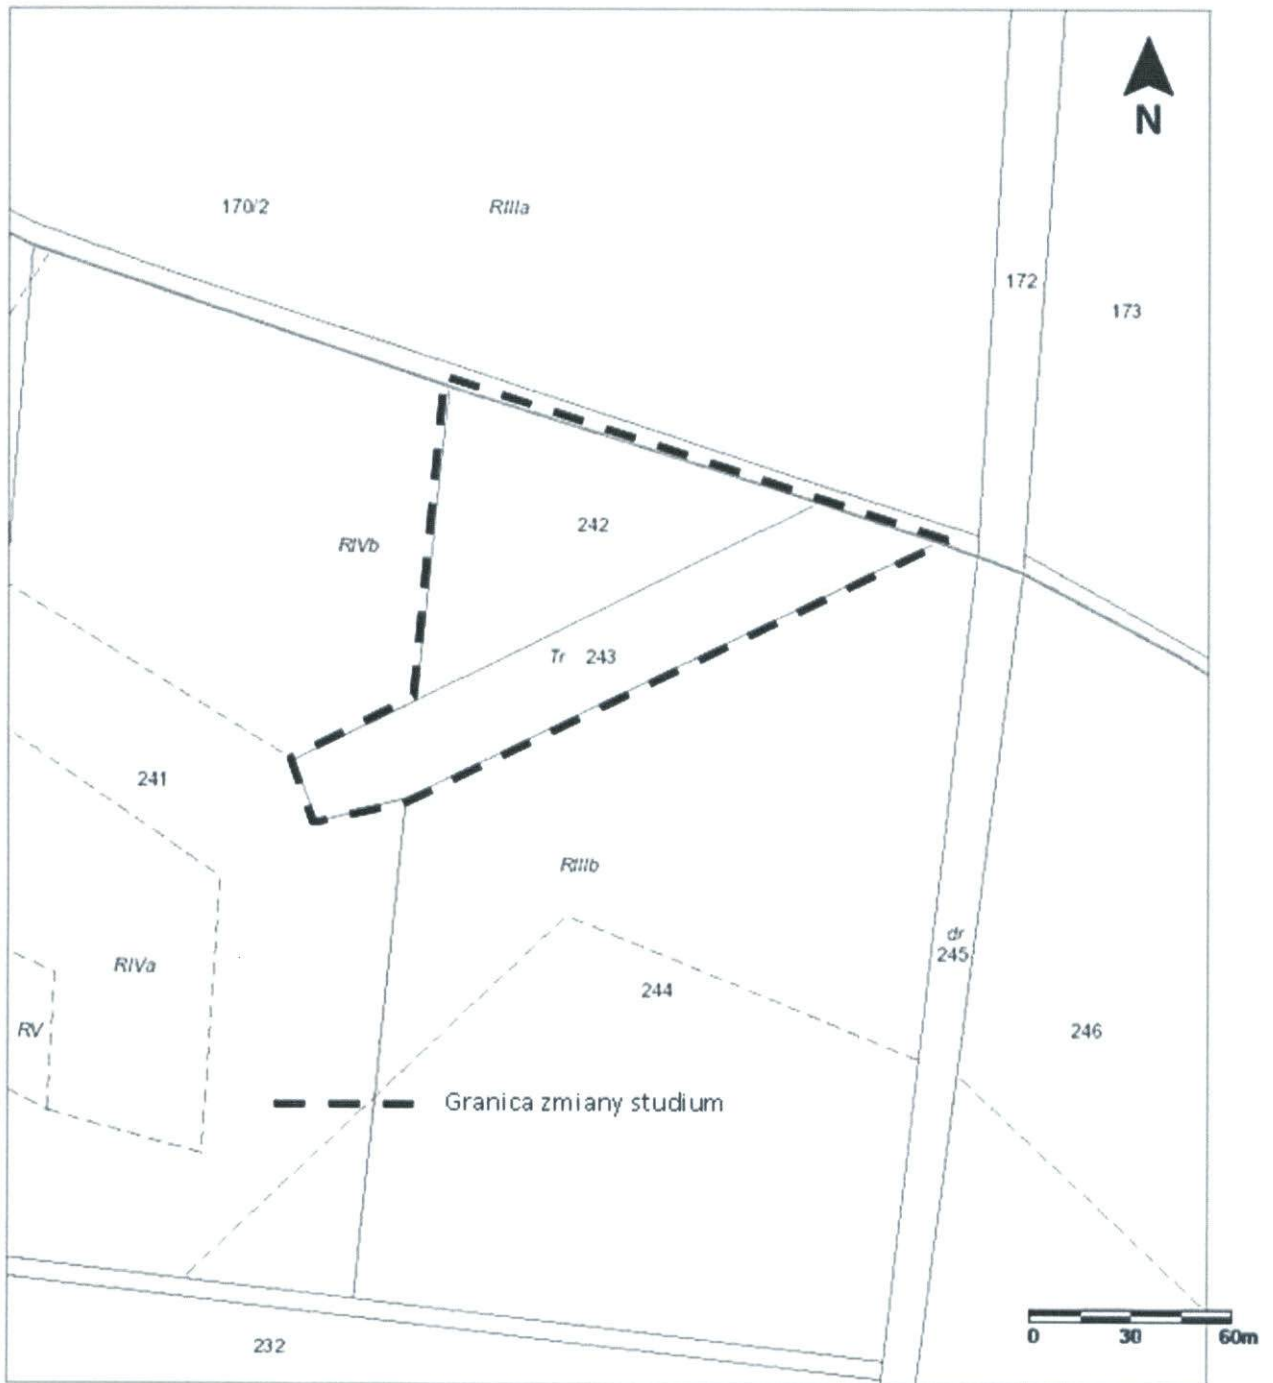 N
170/2
RIIIa
172
173
242
RIVb
Tr 243
241
RIIIb
dr
245
RIVa
244
RV
246
Granica zmiany studium
0 30 60m
232